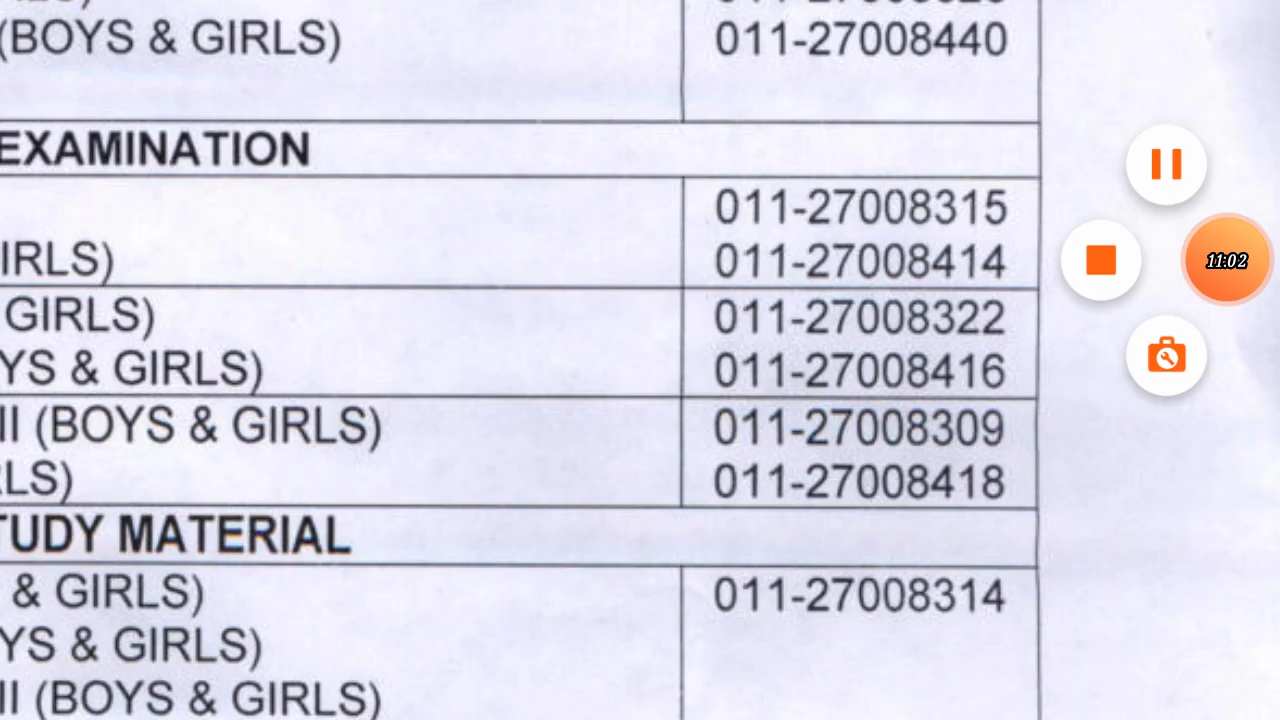 (BOYS & GIRLS) 011-27008440
EXAMINATION
011-27008315
IRLS) 011-27008414
GIRLS) 011-27008322
YS & GIRLS) 011-27008416
II (BOYS & GIRLS) 011-27008309
RLS) 011-27008418
TUDY MATERIAL
& GIRLS) 011-27008314
YS & GIRLS)
II (BOYS & GIRLS)
11:02